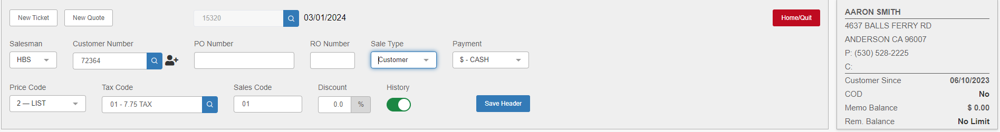 New Ticket
New Quote
15320
03/01/2024
Home/Quit
Salesman
Customer Number
PO Number
RO Number
Sale Type
Payment
HBS
72364
Customer
$ - CASH
Price Code
Tax Code
Sales Code
Discount
History
2 — LIST
01 - 7.75 TAX
01
0.0 %
Save Header
AARON SMITH
4637 BALLS FERRY RD
ANDERSON CA 96007
P: (530) 528-2225
C:
Customer Since 06/10/2023
COD No
Memo Balance $ 0.00
Rem. Balance No Limit